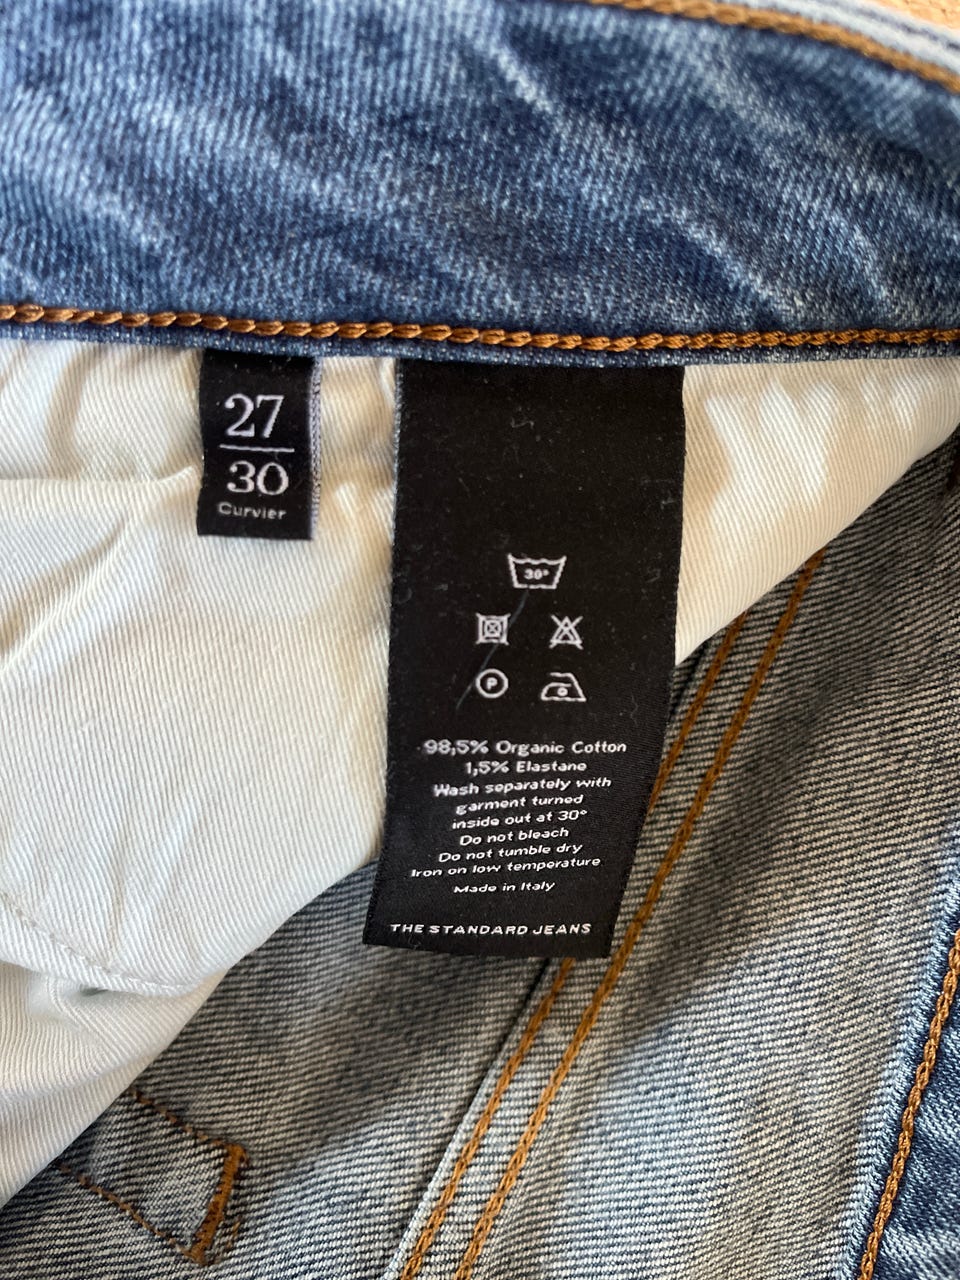 27
30
Curvier
30°
P
98,5% Organic Cotton
1,5% Elastane
Wash separately with
garment turned
inside out at 30°
Do not bleach
Do not tumble dry
Iron on low temperature
Made in Italy
THE STANDARD JEANS